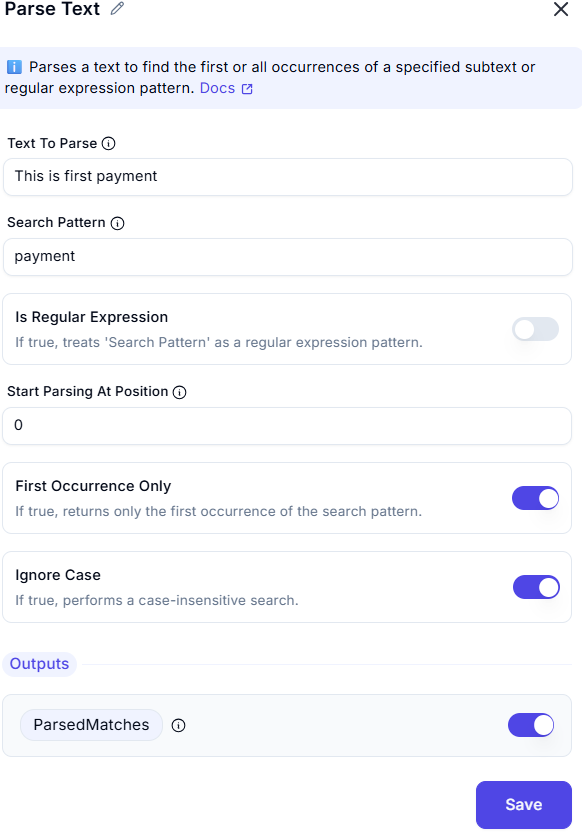 Parse Text
Parses a text to find the first or all occurrences of a specified subtext or
regular expression pattern. Docs
Text To Parse
This is first payment
Search Pattern
payment
Is Regular Expression
If true, treats 'Search Pattern' as a regular expression pattern.
Start Parsing At Position
0
First Occurrence Only
If true, returns only the first occurrence of the search pattern.
Ignore Case
If true, performs a case-insensitive search.
Outputs
ParsedMatches
Save